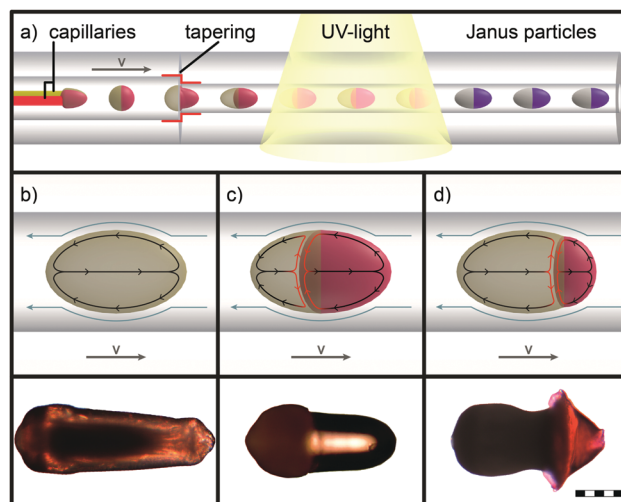 a) capillaries tapering UV-light Janus particles
v
b) c) d)
v v v